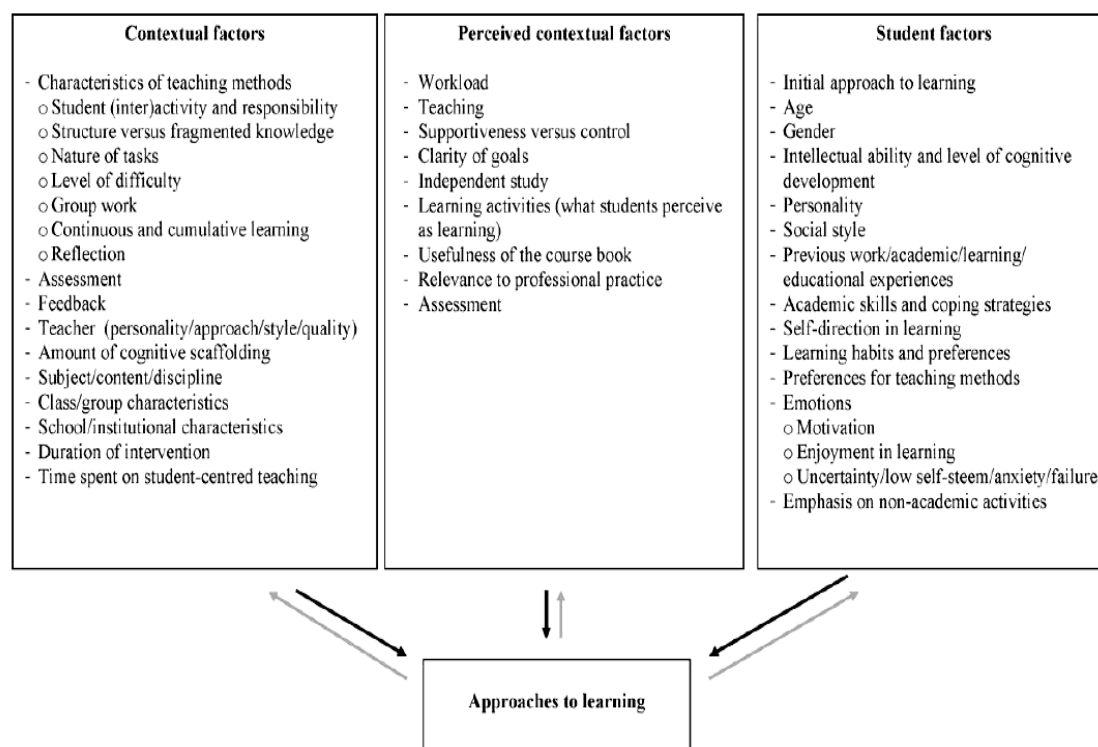 Contextual factors
- Characteristics of teaching methods
o Student (inter)activity and responsibility
o Structure versus fragmented knowledge
o Nature of tasks
o Level of difficulty
o Group work
o Continuous and cumulative learning
o Reflection
- Assessment
- Feedback
- Teacher (personality/approach/style/quality)
- Amount of cognitive scaffolding
- Subject/content/discipline
- Class/group characteristics
- School/institutional characteristics
- Duration of intervention
- Time spent on student-centred teaching
Perceived contextual factors
- Workload
- Teaching
- Supportiveness versus control
- Clarity of goals
- Independent study
- Learning activities (what students perceive
as learning)
- Usefulness of the course book
- Relevance to professional practice
- Assessment
Student factors
- Initial approach to learning
- Age
- Gender
- Intellectual ability and level of cognitive
development
- Personality
- Social style
- Previous work/academic/learning/
educational experiences
- Academic skills and coping strategies
- Self-direction in learning
- Learning habits and preferences
- Preferences for teaching methods
- Emotions
o Motivation
o Enjoyment in learning
o Uncertainty/low self-steem/anxiety/failure
- Emphasis on non-academic activities
Approaches to learning